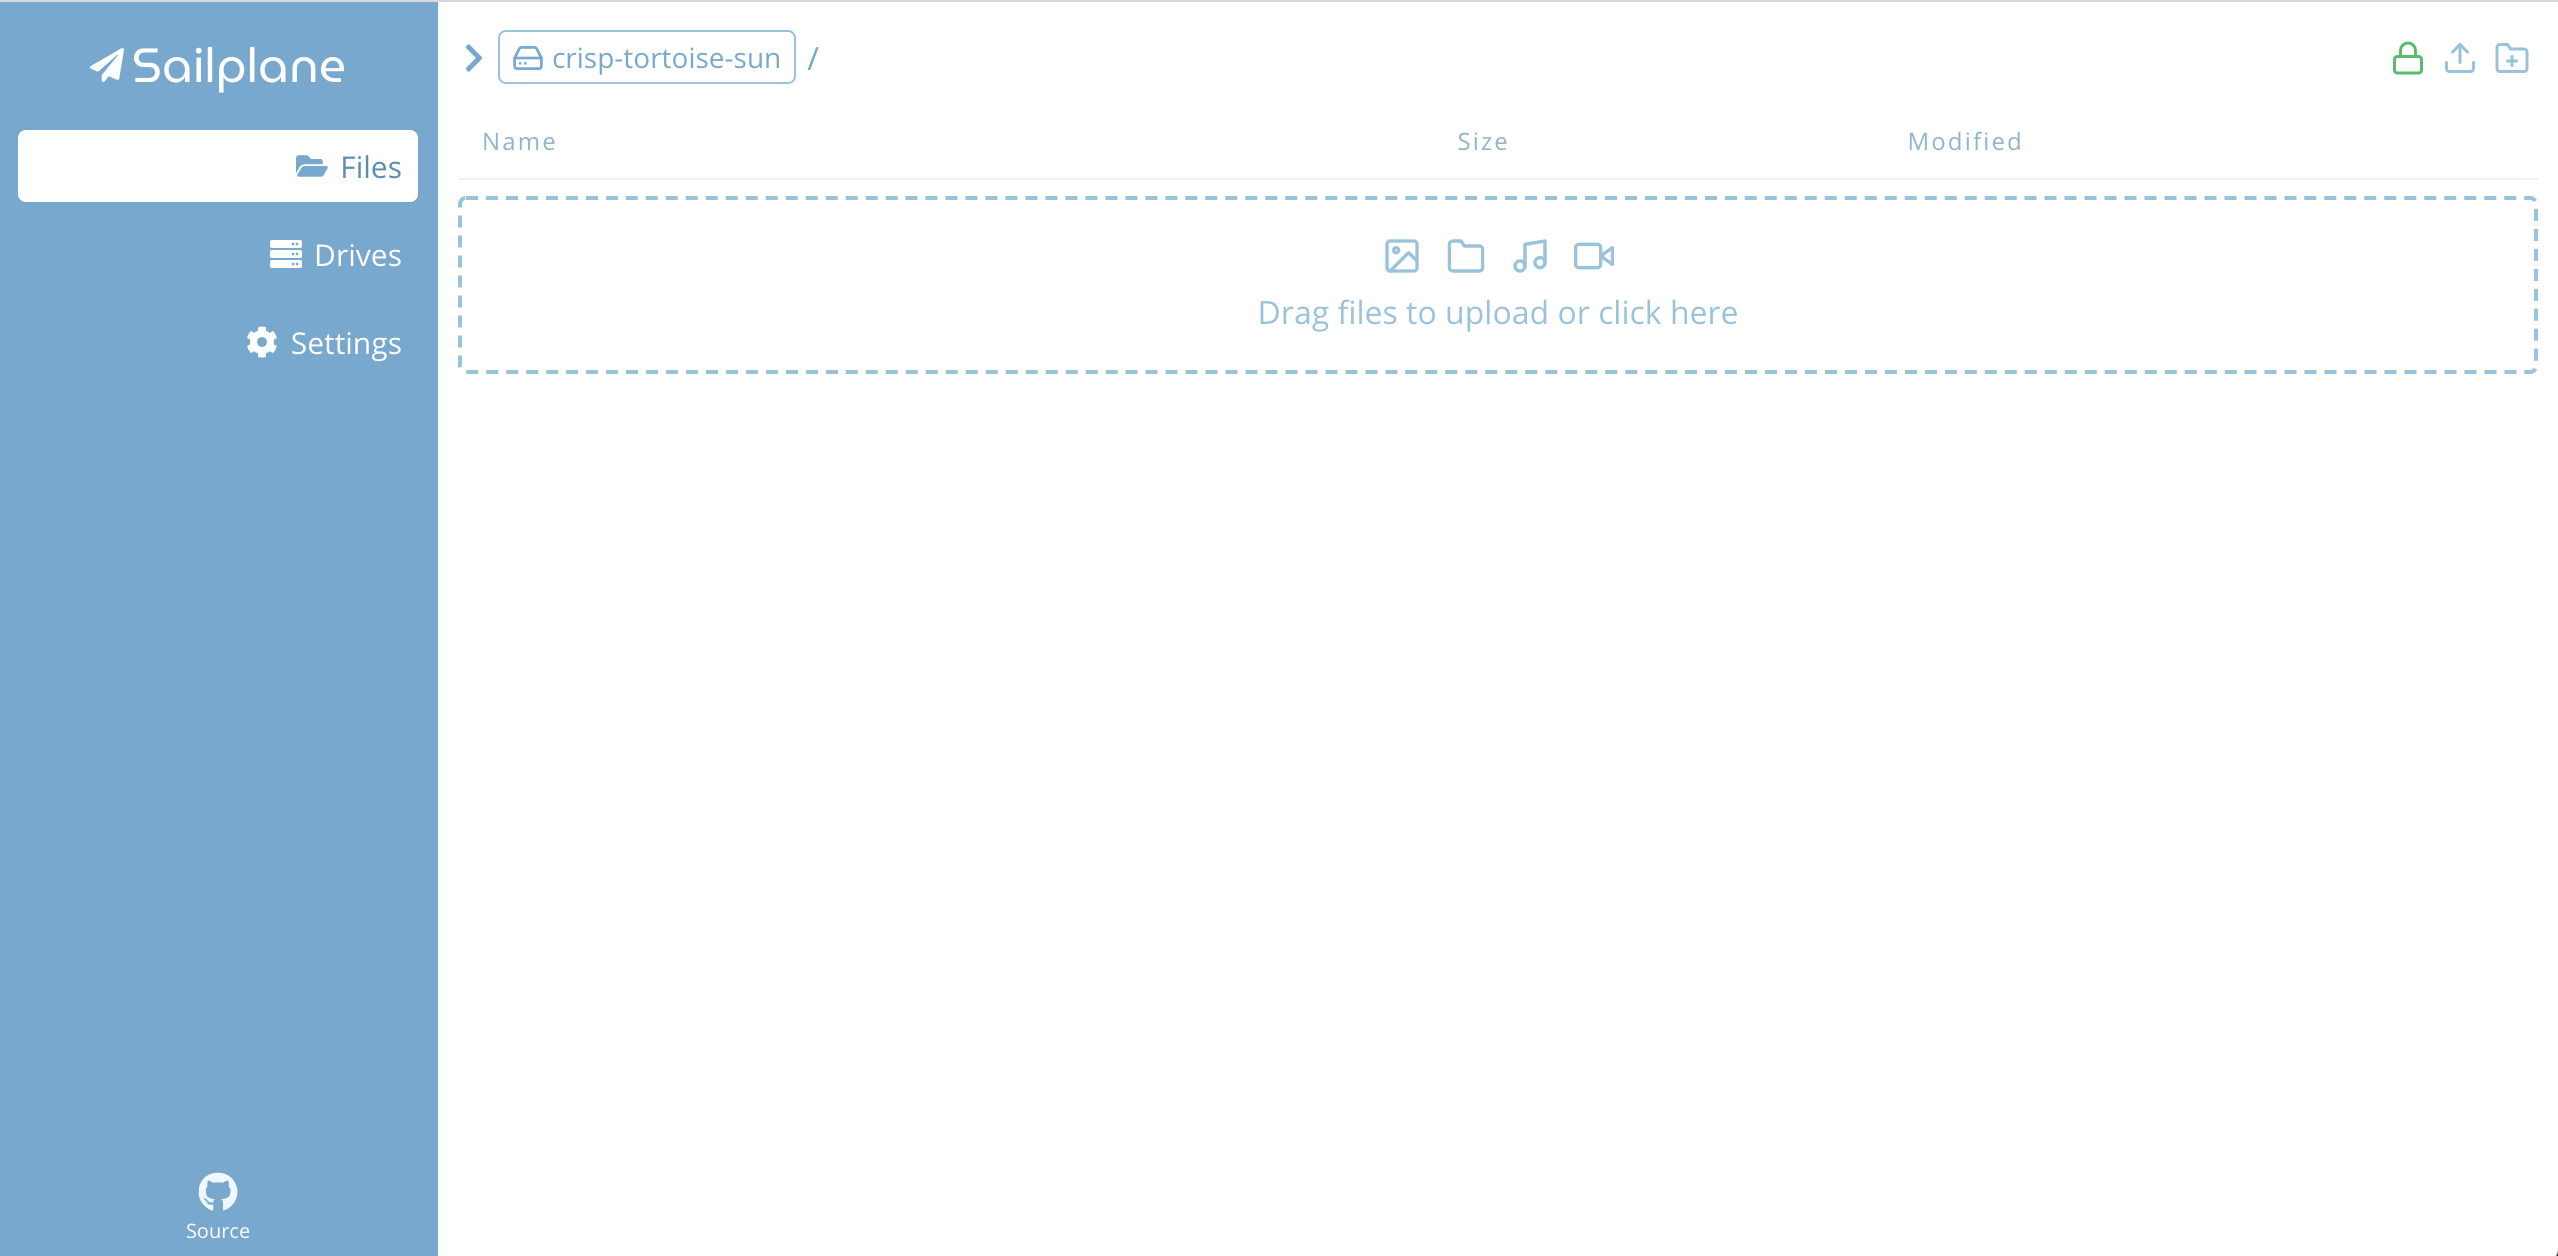 Sailplane
Files
Drives
Settings
Source
crisp-tortoise-sun /
Name Size Modified
Drag files to upload or click here